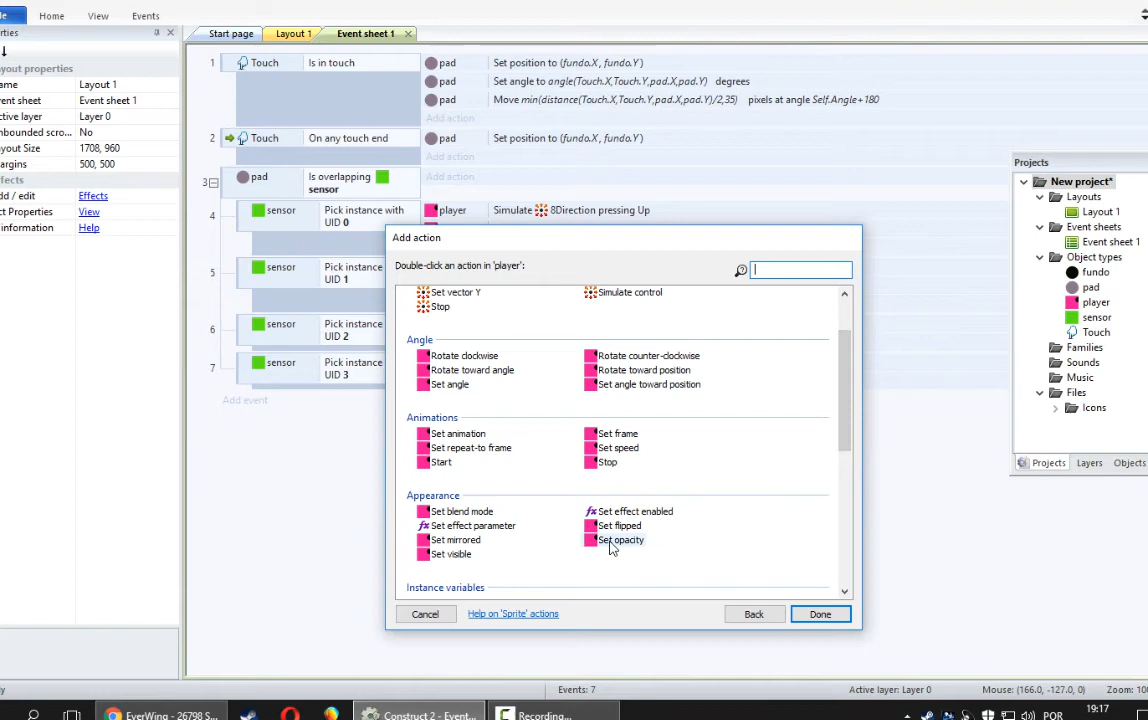 Home View Events
Start page Layout 1 Event sheet 1
Layout 1
Event sheet 1
Layer 0
No
Layout Size 1708, 960
500, 500
Effects
View
Help
1 Touch Is in touch pad Set position to (fundo.X, fundo.Y)
pad Set angle to angle(Touch.X,Touch.Y,pad.X,pad.Y) degrees
pad Move min(distance(Touch.X,Touch.Y,pad.X,pad.Y)/2,35) pixels at angle Self.Angle+180
Add action
2 Touch On any touch end pad Set position to (fundo.X, fundo.Y)
Add action
3 pad Is overlapping sensor Add action
4 sensor Pick instance with UID 0 player Simulate 8Direction pressing Up
5 sensor Pick instance UID 1
6 sensor Pick instance UID 2
7 sensor Pick instance UID 3
Add event
Add action
Double-click an action in 'player':
Set vector Y Simulate control
Stop
Angle
Rotate clockwise Rotate counter-clockwise
Rotate toward angle Rotate toward position
Set angle Set angle toward position
Animations
Set animation Set frame
Set repeat-to frame Set speed
Start Stop
Appearance
Set blend mode fx Set effect enabled
fx Set effect parameter Set flipped
Set mirrored Set opacity
Set visible
Instance variables
Cancel Help on 'Sprite' actions Back Done
Projects
New project*
Layouts
Layout 1
Event sheets
Event sheet 1
Object types
fundo
pad
player
sensor
Touch
Families
Sounds
Music
Files
Icons
Projects Layers Objects
Events: 7 Active layer: Layer 0 Mouse: (166.0, -127.0, 0)
EverWing - 26798 S... Construct 2 - Event... Recording... POR 19:17